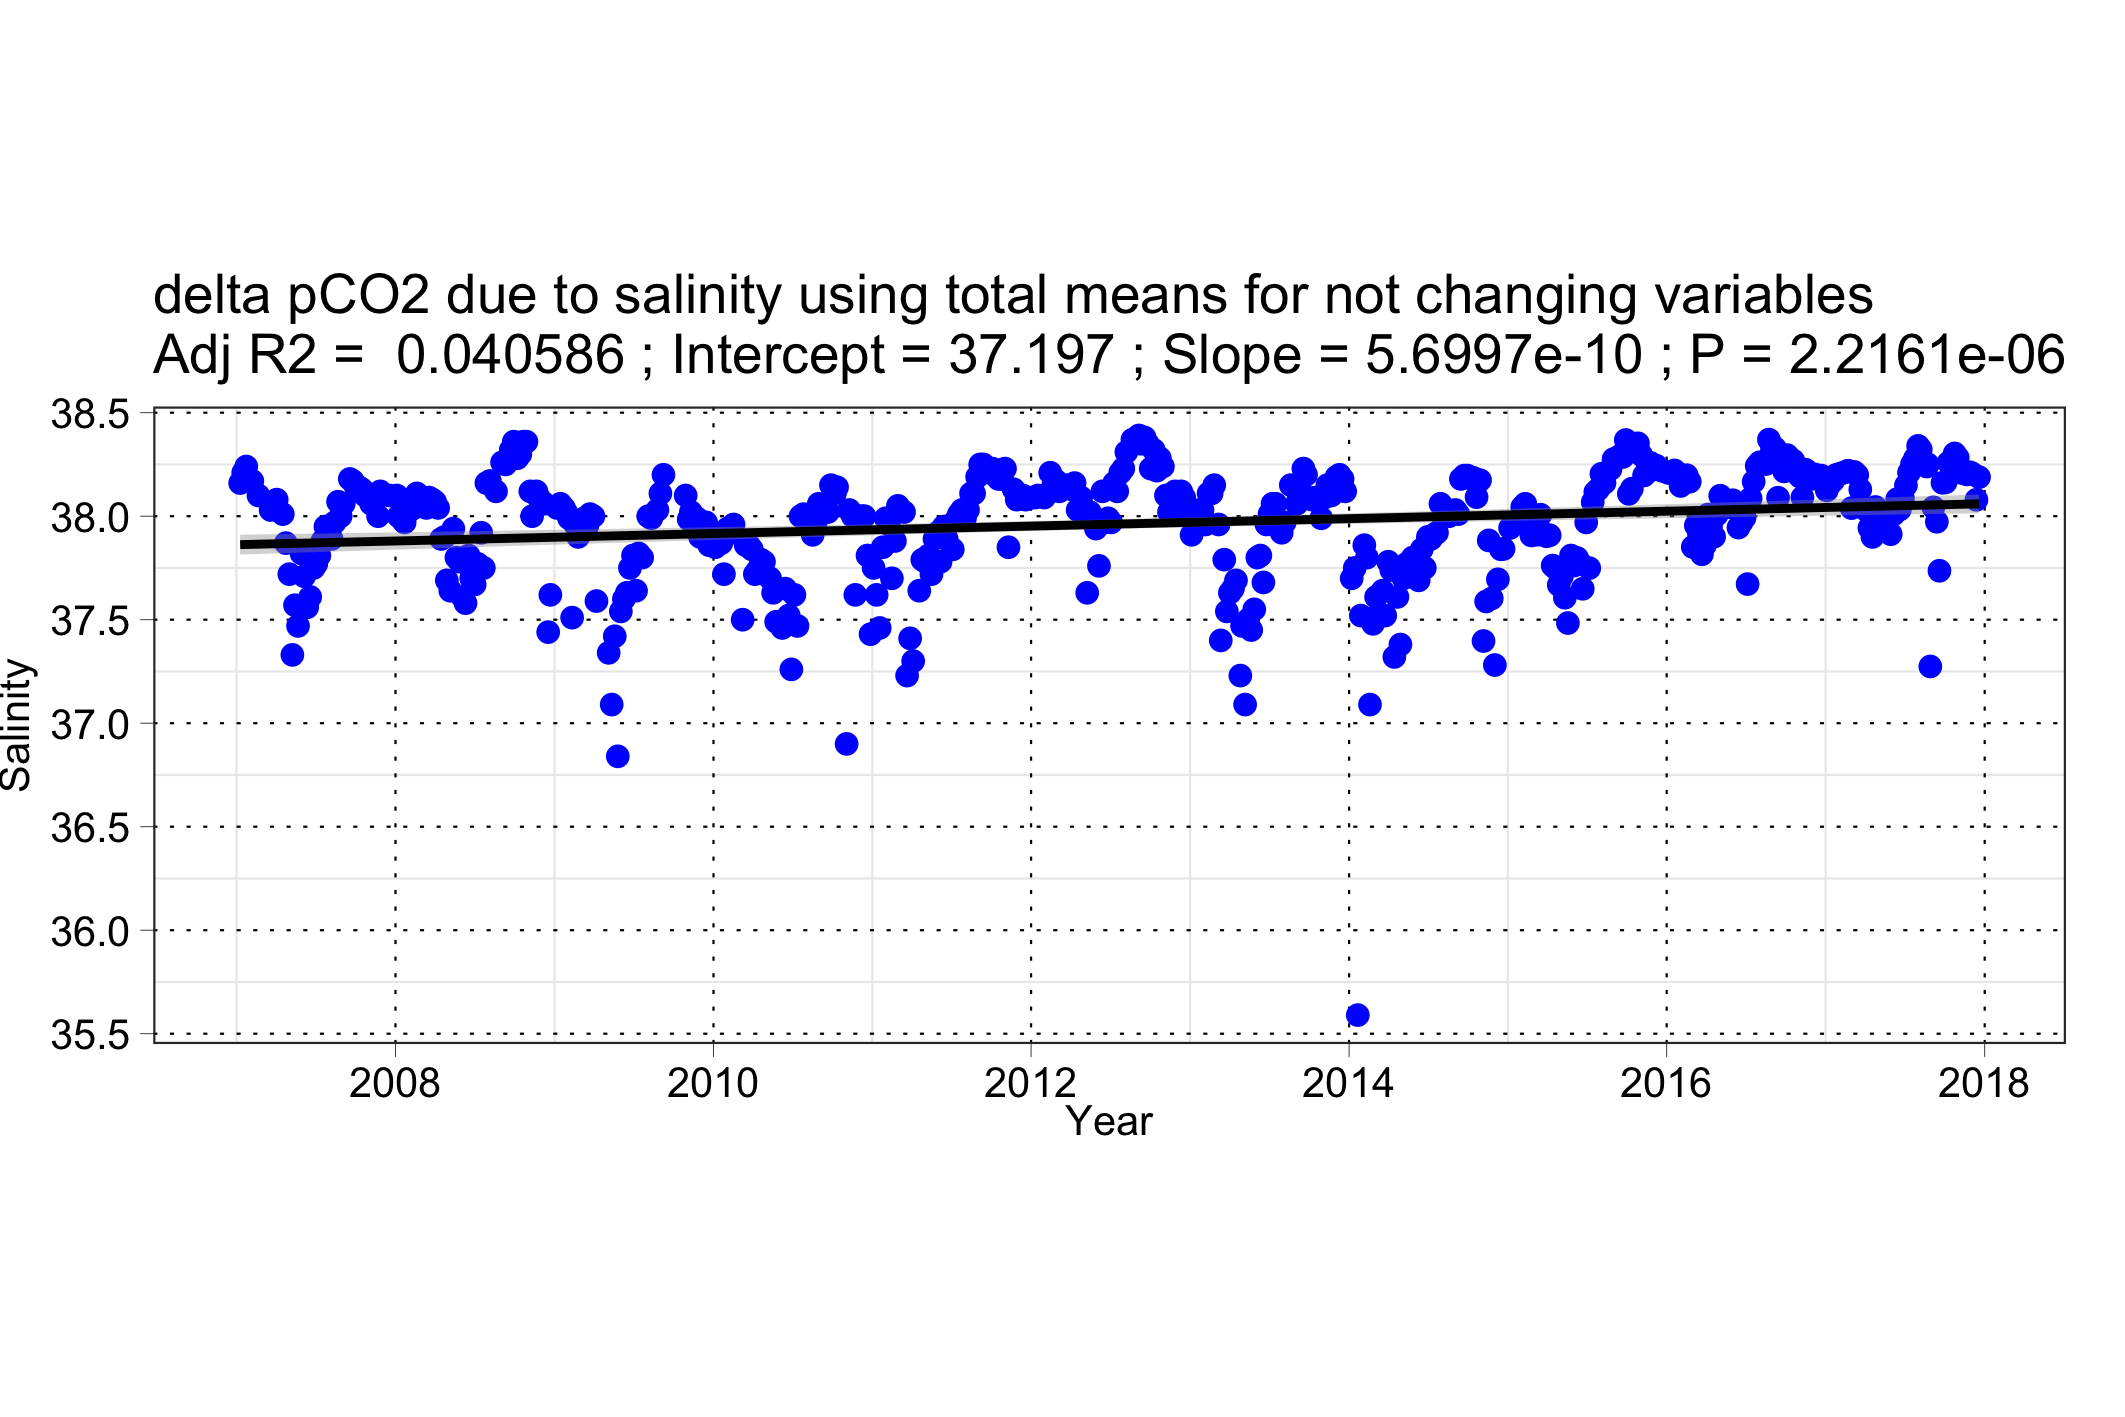 delta pCO2 due to salinity using total means for not changing variables
Adj R2 =  0.040586 ; Intercept = 37.197 ; Slope = 5.6997e-10 ; P = 2.2161e-06
38.5
38.0
37.5
37.0
36.5
36.0
35.5
Salinity
2008 2010 2012 2014 2016 2018
Year